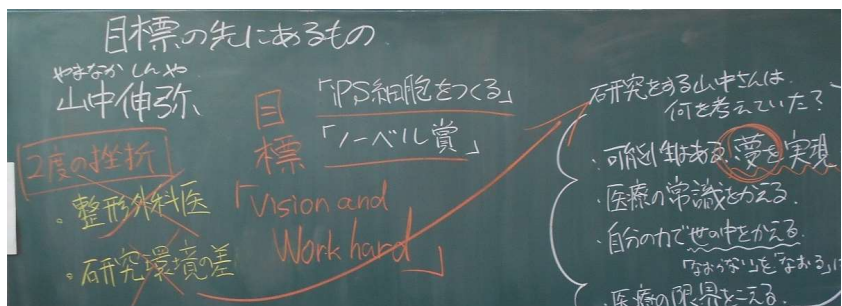 目標の先にあるもの
やまなかしんや
山中伸弥
2度の挫折
・整形外科医
・研究環境の差
目標
「iPS細胞をつくる」
「ノーベル賞」
「Vision and
Work hard」
研究をする山中さんは
何を考えていた?
・可能性はある。夢を実現
・医療の常識をかえる。
・自分の力で世の中をかえる。
「なおらない」を「なおる」に
・医療の限界をこえる